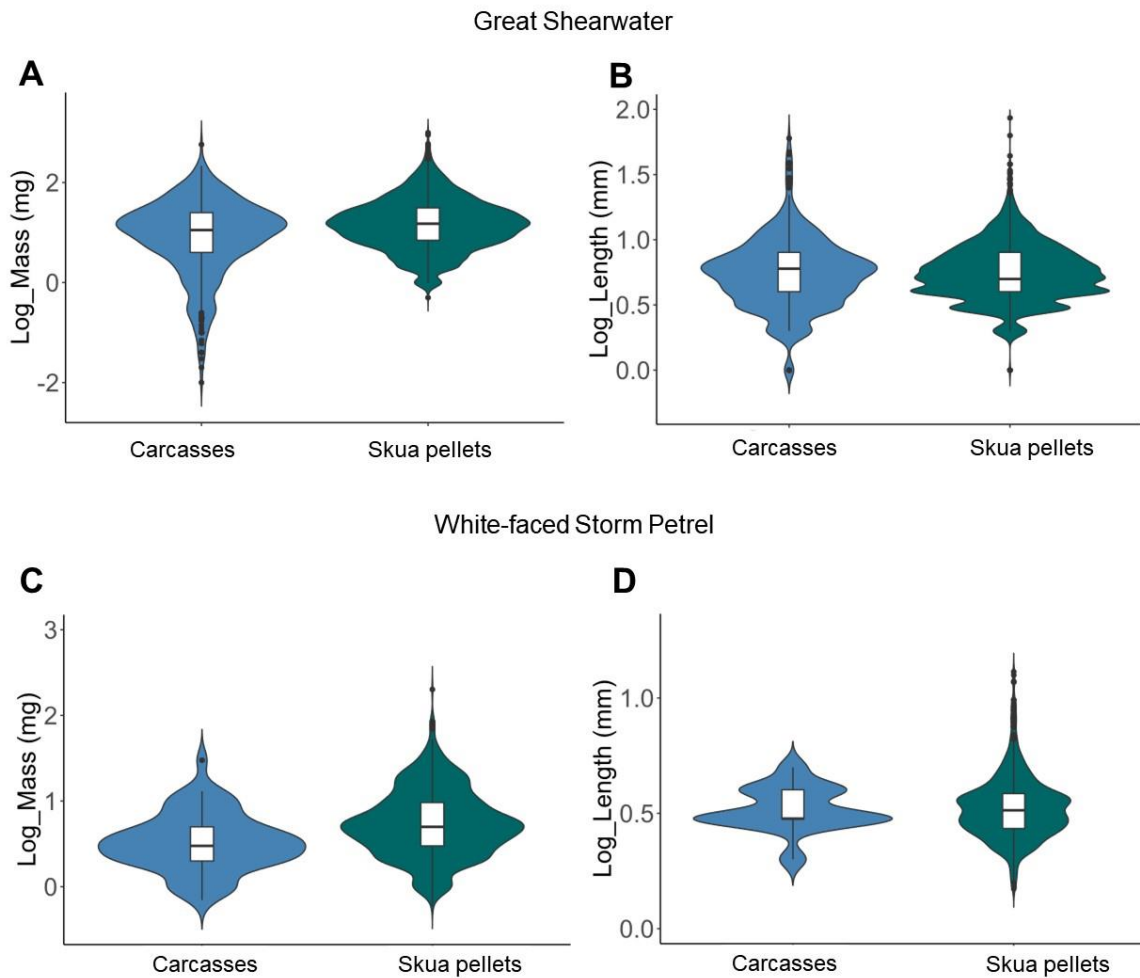 Great Shearwater
A
B
Log_Mass (mg)
2
0
-2
Carcasses
Skua pellets
Log_Length (mm)
2.0
1.5
1.0
0.5
0.0
Carcasses
Skua pellets
White-faced Storm Petrel
C
D
Log_Mass (mg)
3
2
1
0
Carcasses
Skua pellets
Log_Length (mm)
1.0
0.5
0.0
Carcasses
Skua pellets